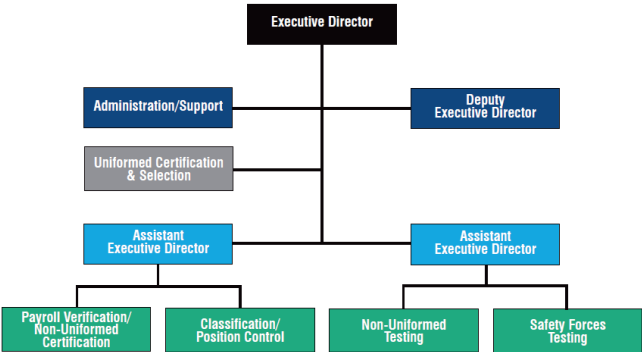 Executive Director
Administration/Support
Deputy
Executive Director
Uniformed Certification
& Selection
Assistant
Executive Director
Assistant
Executive Director
Payroll Verification/
Non-Uniformed
Certification
Classification/
Position Control
Non-Uniformed
Testing
Safety Forces
Testing